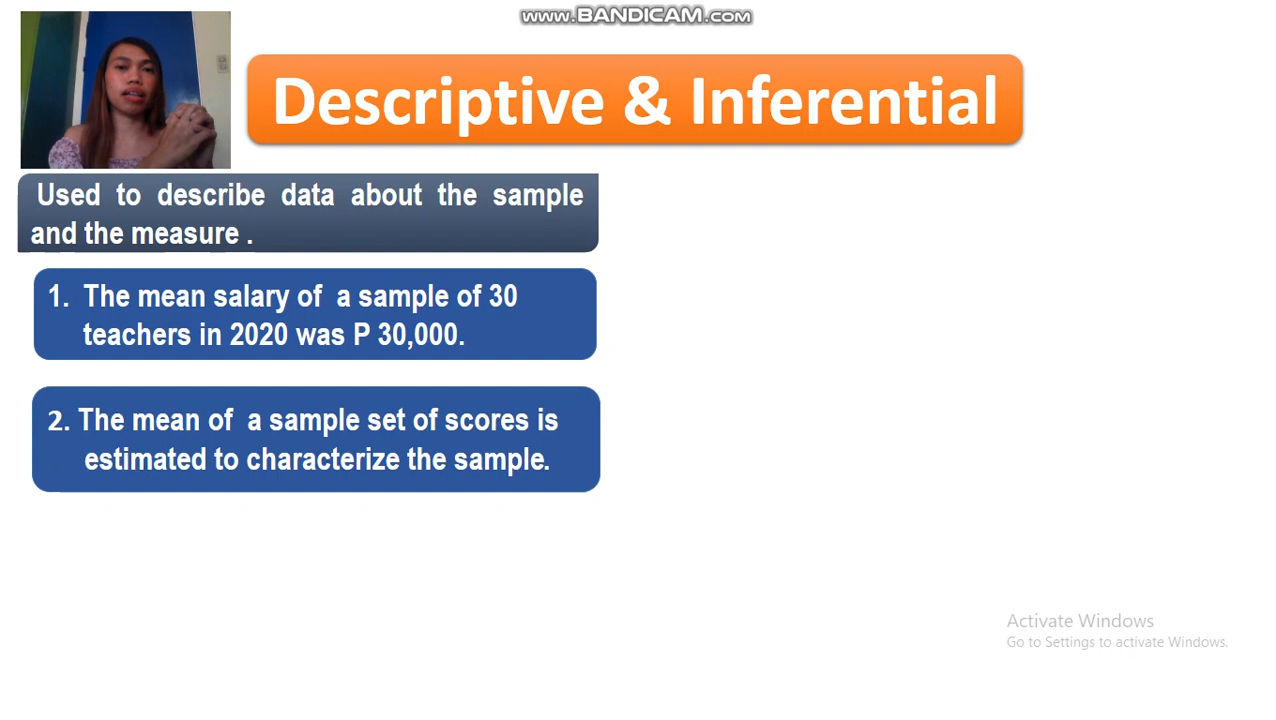 www.BANDICAM.com
Descriptive & Inferential
Used to describe data about the sample
and the measure .
1. The mean salary of a sample of 30
teachers in 2020 was P 30,000.
2. The mean of a sample set of scores is
estimated to characterize the sample.
Activate Windows
Go to Settings to activate Windows.